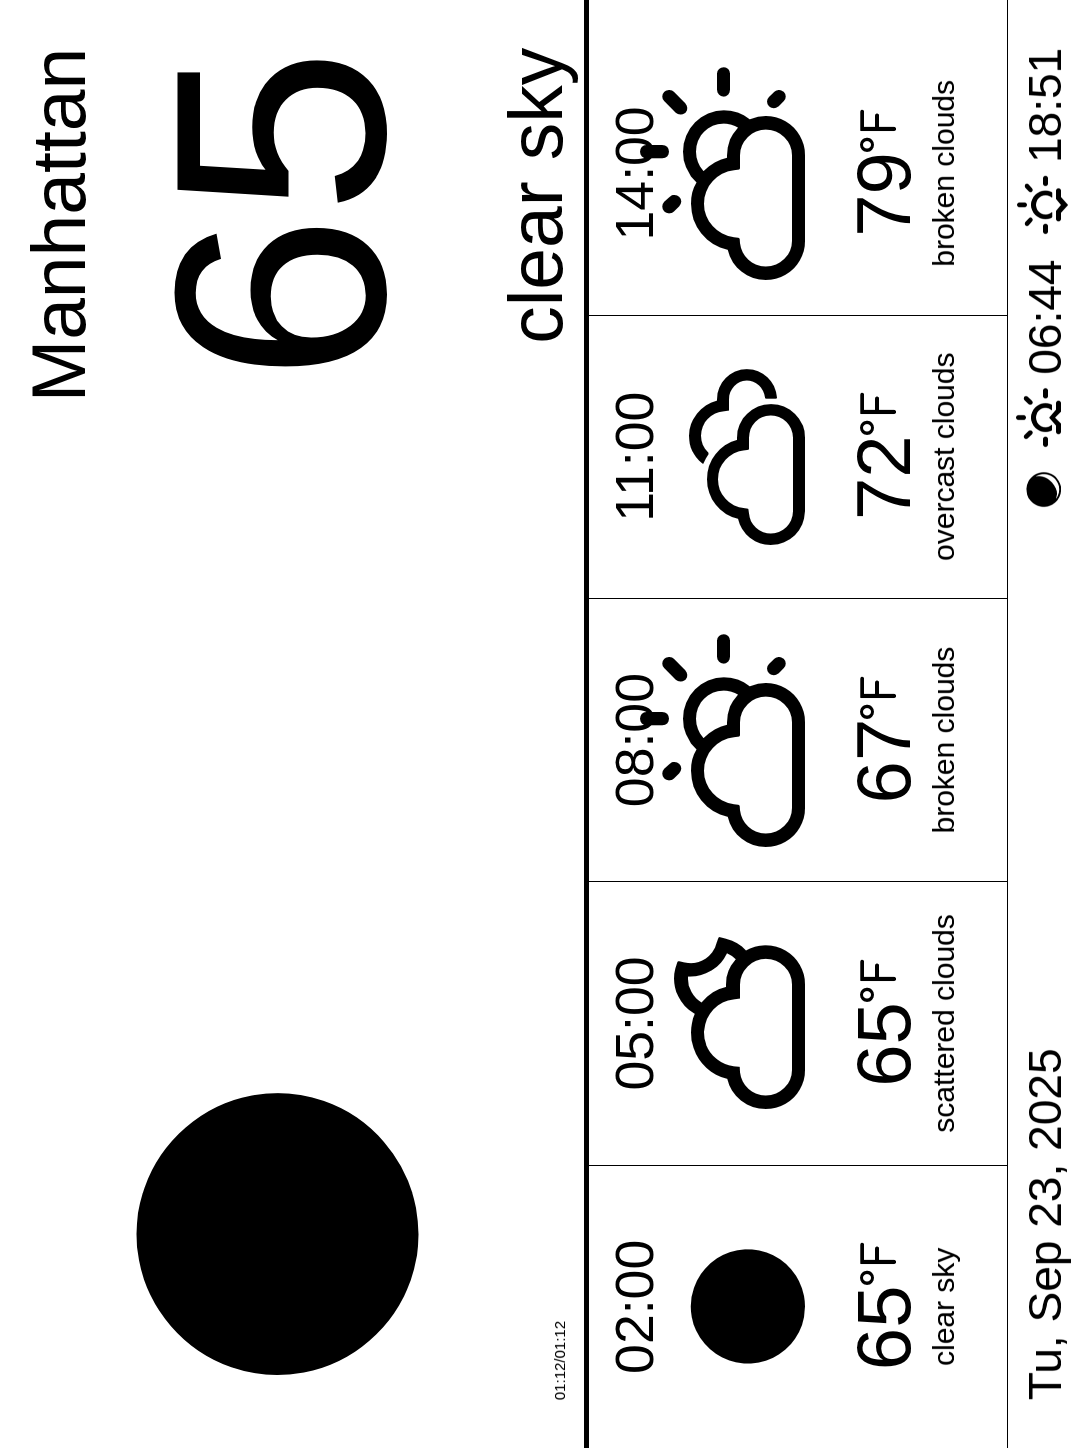 Manhattan
65
clear sky
01:12/01:12
02:00
65°F
clear sky
05:00
65°F
scattered clouds
08:00
67°F
broken clouds
11:00
72°F
overcast clouds
14:00
79°F
broken clouds
Tu, Sep 23, 2025
06:44
18:51